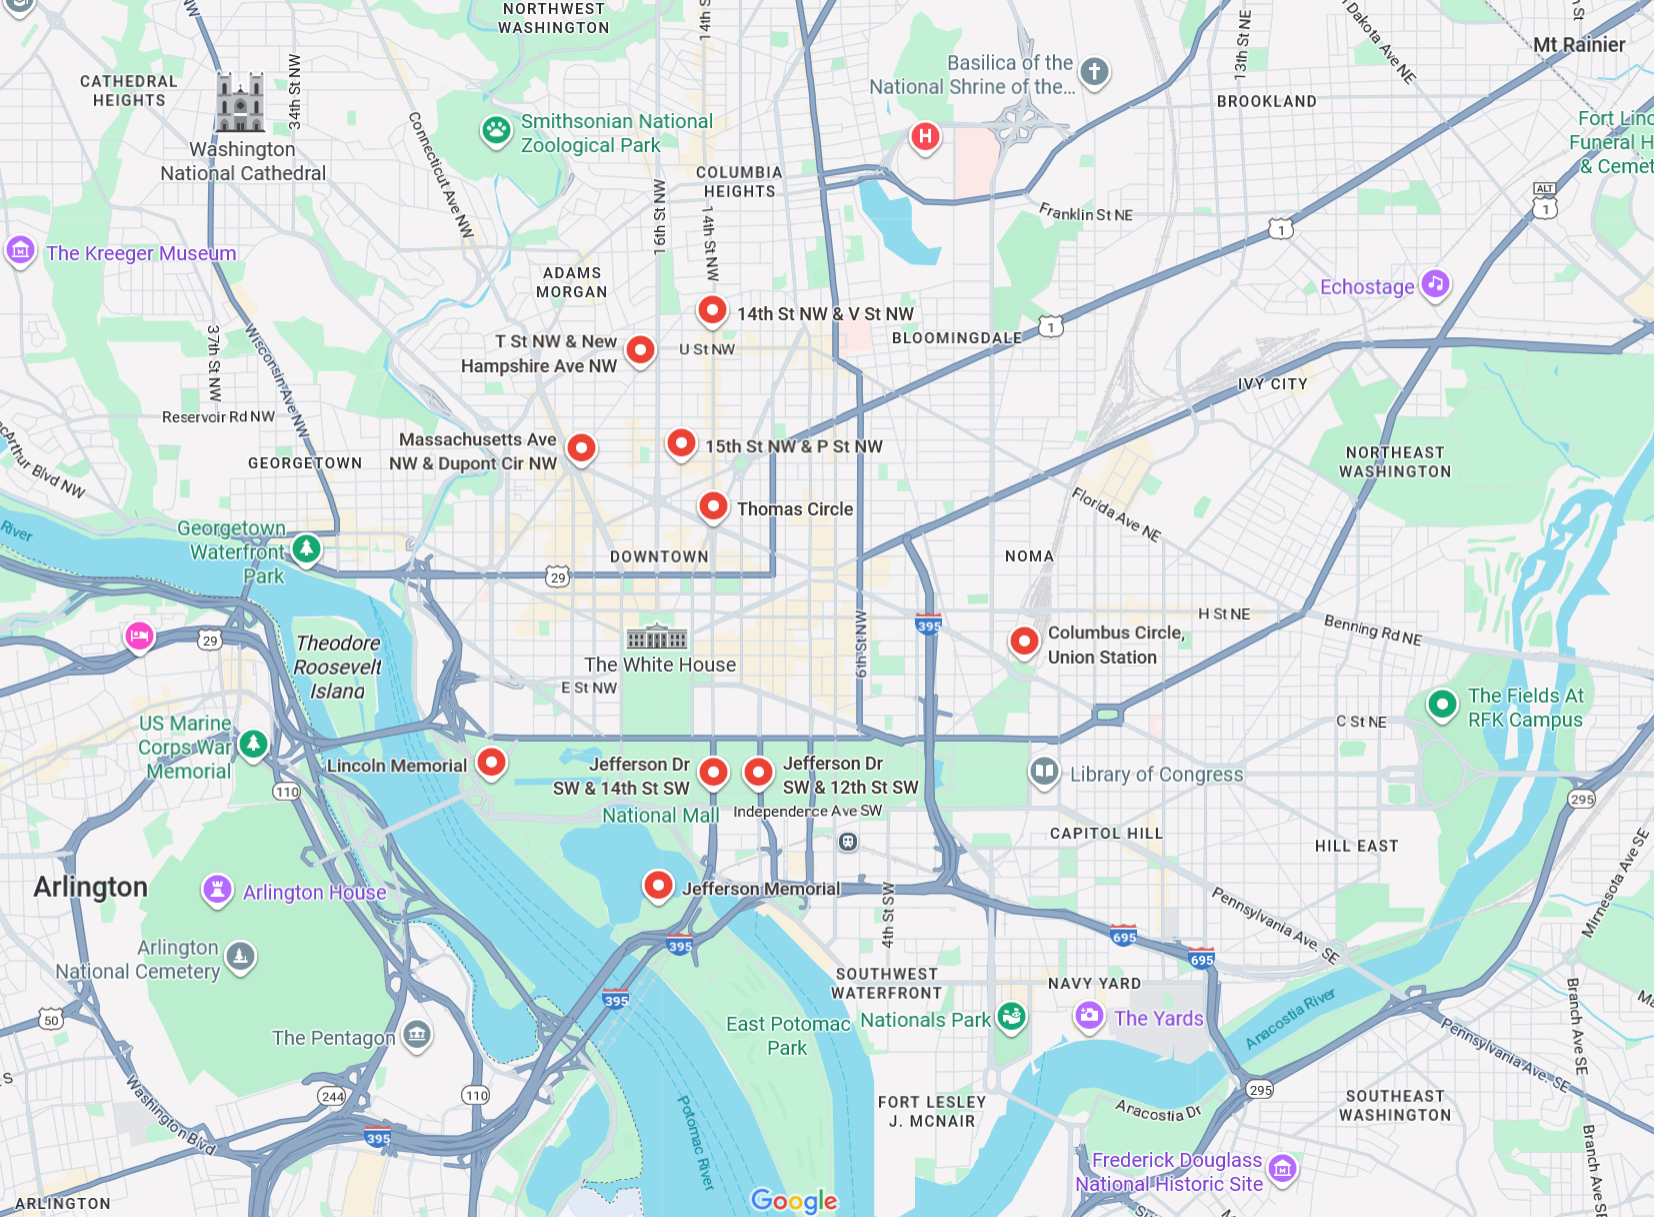 NORTHWEST
WASHINGTON
14th S
NW
Dakota Ave NE
St
13th St NE
Mt Rainier
CATHEDRAL
HEIGHTS
34th St NW
Basilica of the
National Shrine of the...
BROOKLAND
Connecticut Ave NW
Smithsonian National
Zoological Park
H
Fort Linc
Funeral H
& Cemet
Washington
National Cathedral
COLUMBIA
HEIGHTS
16th St NW
14th St NW
Franklin St NE
ALT
1
1
The Kreeger Museum
ADAMS
MORGAN
Echostage
14th St NW & V St NW
1
T St NW & New
Hampshire Ave NW
U St NW
BLOOMINGDALE
37th St NW
Wisconsin Ave NW
IVY CITY
Reservoir Rd NW
cArthur Blvd NW
Massachusetts Ave
NW & Dupont Cir NW
15th St NW & P St NW
GEORGETOWN
NORTHEAST
WASHINGTON
Florida Ave NE
Thomas Circle
River
Georgetown
Waterfront
Park
DOWNTOWN
NOMA
29
395
H St NE
Benning Rd NE
29
Theodore
Roosevelt
Island
The White House
6th St NW
Columbus Circle,
Union Station
E St NW
The Fields At
RFK Campus
C St NE
US Marine
Corps War
Memorial
Lincoln Memorial
Jefferson Dr
SW & 14th St SW
Jefferson Dr
SW & 12th St SW
Library of Congress
110
295
National Mall
Independence Ave SW
CAPITOL HILL
HILL EAST
Minnesota Ave SE
Arlington
Arlington House
Jefferson Memorial
4th St SW
Pennsylvania Ave. SE
395
695
695
Arlington
National Cemetery
SOUTHWEST
WATERFRONT
NAVY YARD
Branch Ave SE
Ma
395
50
The Pentagon
East Potomac
Park
Nationals Park
The Yards
Anacostia River
Pennsylvania Ave. SE
S
Washington Blvd
244
110
295
Potomac River
FORT LESLEY
J. MCNAIR
Anacostia Dr
SOUTHEAST
WASHINGTON
395
Branch Ave SE
Frederick Douglass
National Historic Site
ARLINGTON
Google
Su